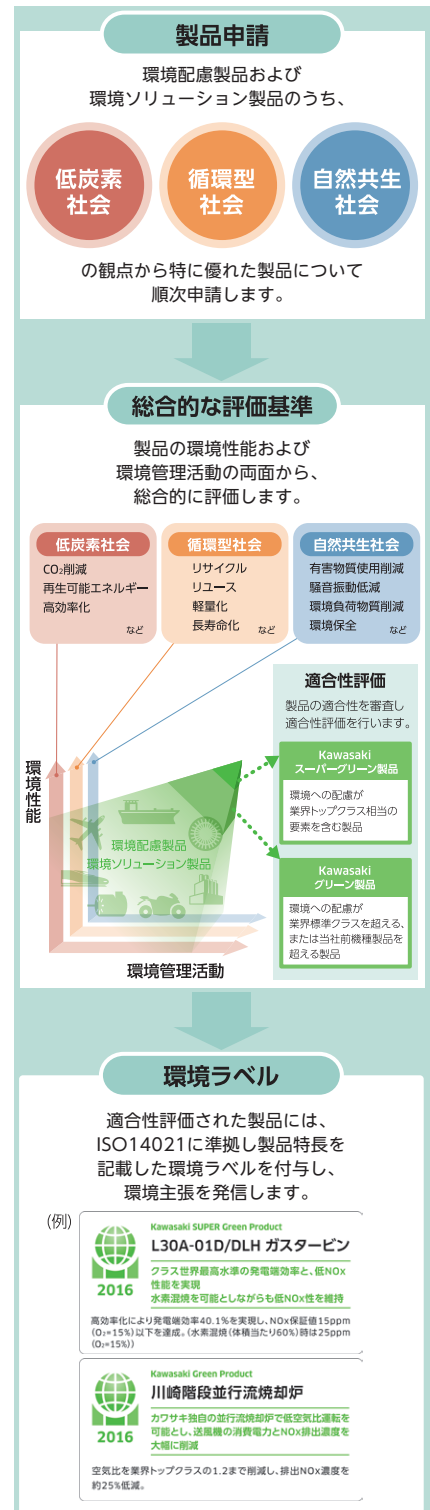 製品申請
環境配慮製品および
環境ソリューション製品のうち、
低炭素
社会
循環型
社会
自然共生
社会
の観点から特に優れた製品について
順次申請します。
総合的な評価基準
製品の環境性能および
環境管理活動の両面から、
総合的に評価します。
低炭素社会
CO₂削減
再生可能エネルギー
高効率化
など
循環型社会
リサイクル
リユース
軽量化
長寿命化
など
自然共生社会
有害物質使用削減
騒音振動低減
環境負荷物質削減
環境保全
など
環境性能
環境配慮製品
環境ソリューション製品
環境管理活動
適合性評価
製品の適合性を審査し
適合性評価を行います。
Kawasaki
スーパーグリーン製品
環境への配慮が
業界トップクラス相当の
要素を含む製品
Kawasaki
グリーン製品
環境への配慮が
業界標準クラスを超える、
または当社前機種製品を
超える製品
環境ラベル
適合性評価された製品には、
ISO14021に準拠し製品特長を
記載した環境ラベルを付与し、
環境主張を発信します。
(例)
2016
Kawasaki SUPER Green Product
L30A-01D/DLH ガスタービン
クラス世界最高水準の発電端効率と、低NOx
性能を実現
水素混焼を可能としながらも低NOx性を維持
高効率化により発電端効率40.1%を実現し、NOx保証値15ppm
(O₂=15%)以下を達成。(水素混焼(体積当たり60%)時は25ppm
(O₂=15%))
2016
Kawasaki Green Product
川崎階段並行流焼却炉
カワサキ独自の並行流焼却炉で低空気比運転を
可能とし、送風機の消費電力とNOx排出濃度を
大幅に削減
空気比を業界トップクラスの1.2まで削減し、排出NOx濃度を
約25%低減。